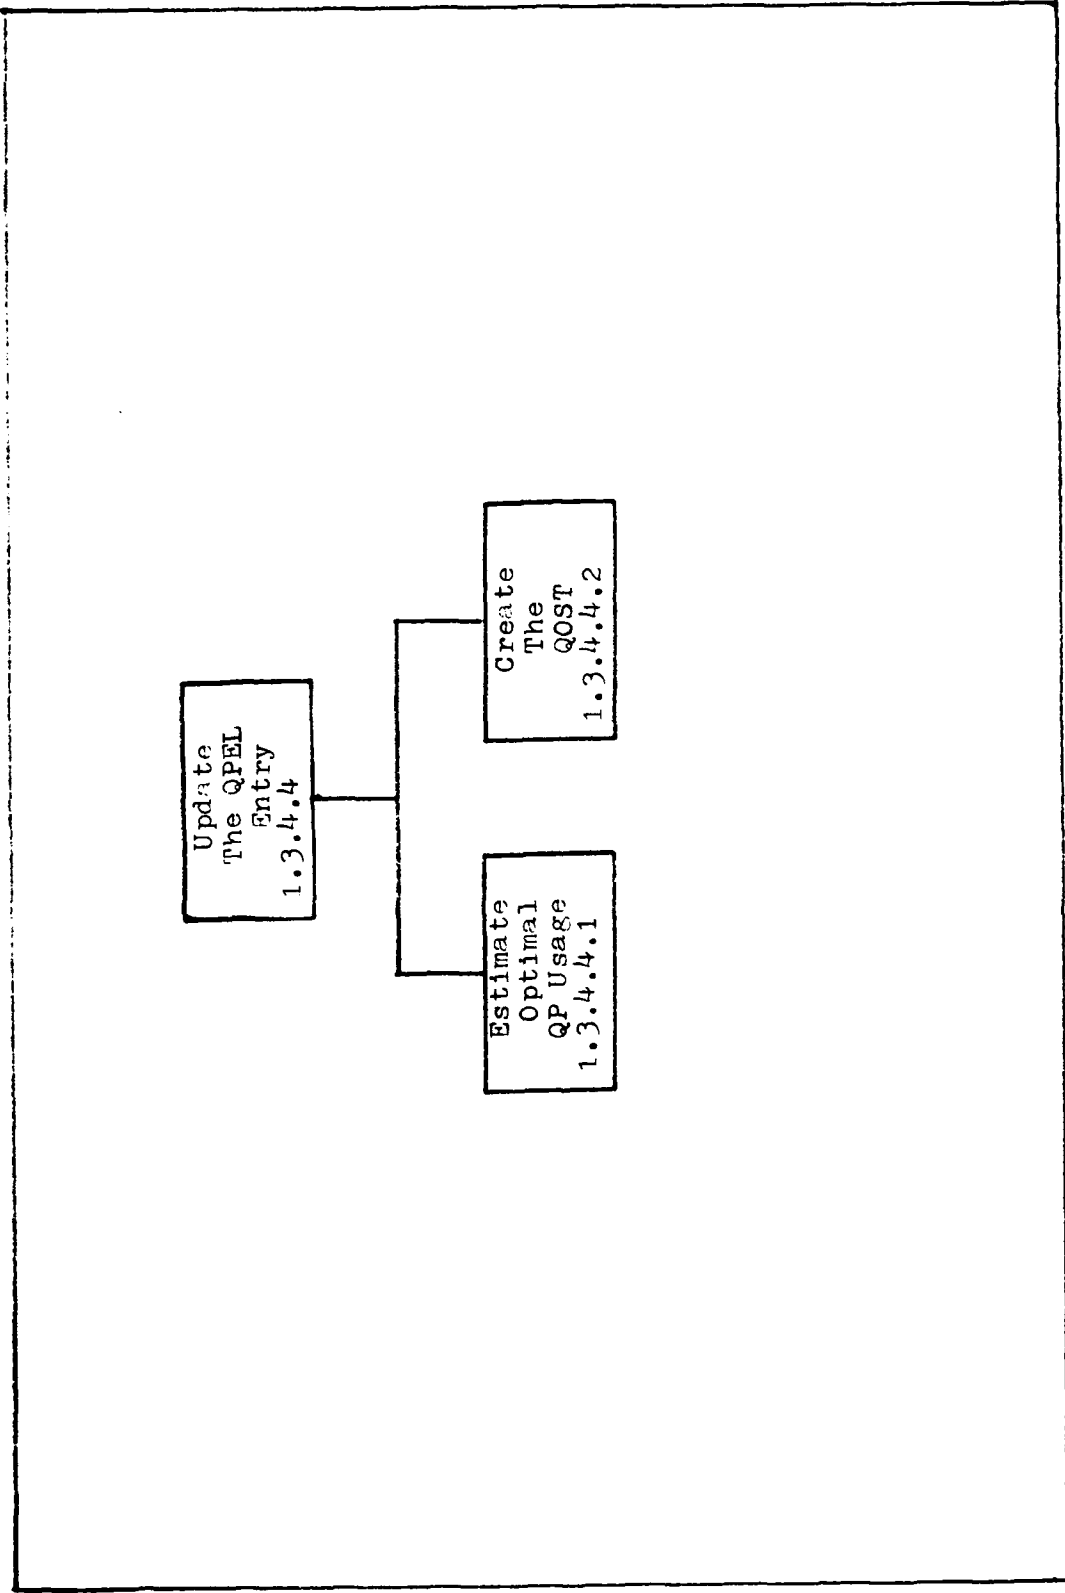 Update
The QPEL
Entry
1.3.4.4
Estimate
Optimal
QP Usage
1.3.4.4.1
Create
The
QOST
1.3.4.4.2